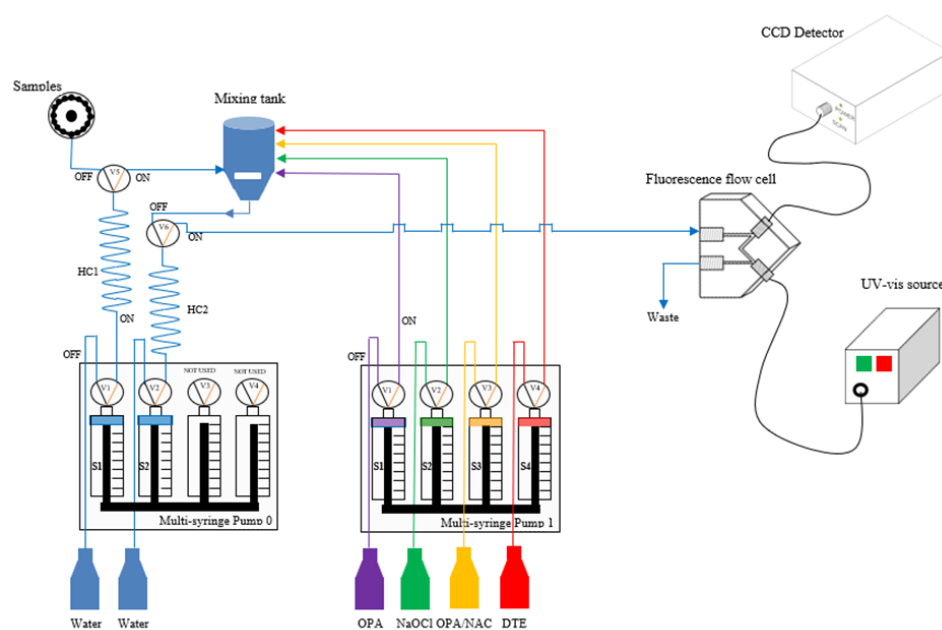 CCD Detector
Samples
Mixing tank
POWER
SCAN
OFF
V5
ON
Fluorescence flow cell
OFF
V6
ON
HC1
HC2
UV-vis source
Waste
ON
OFF
ON
OFF
NOT USED
NOT USED
V1
V2
V3
V4
V1
V2
V3
V4
S1
S2
S1
S2
S3
S4
Multi-syringe Pump 0
Multi-syringe Pump 1
Water
Water
OPA
NaOCl
OPA/NAC
DTE